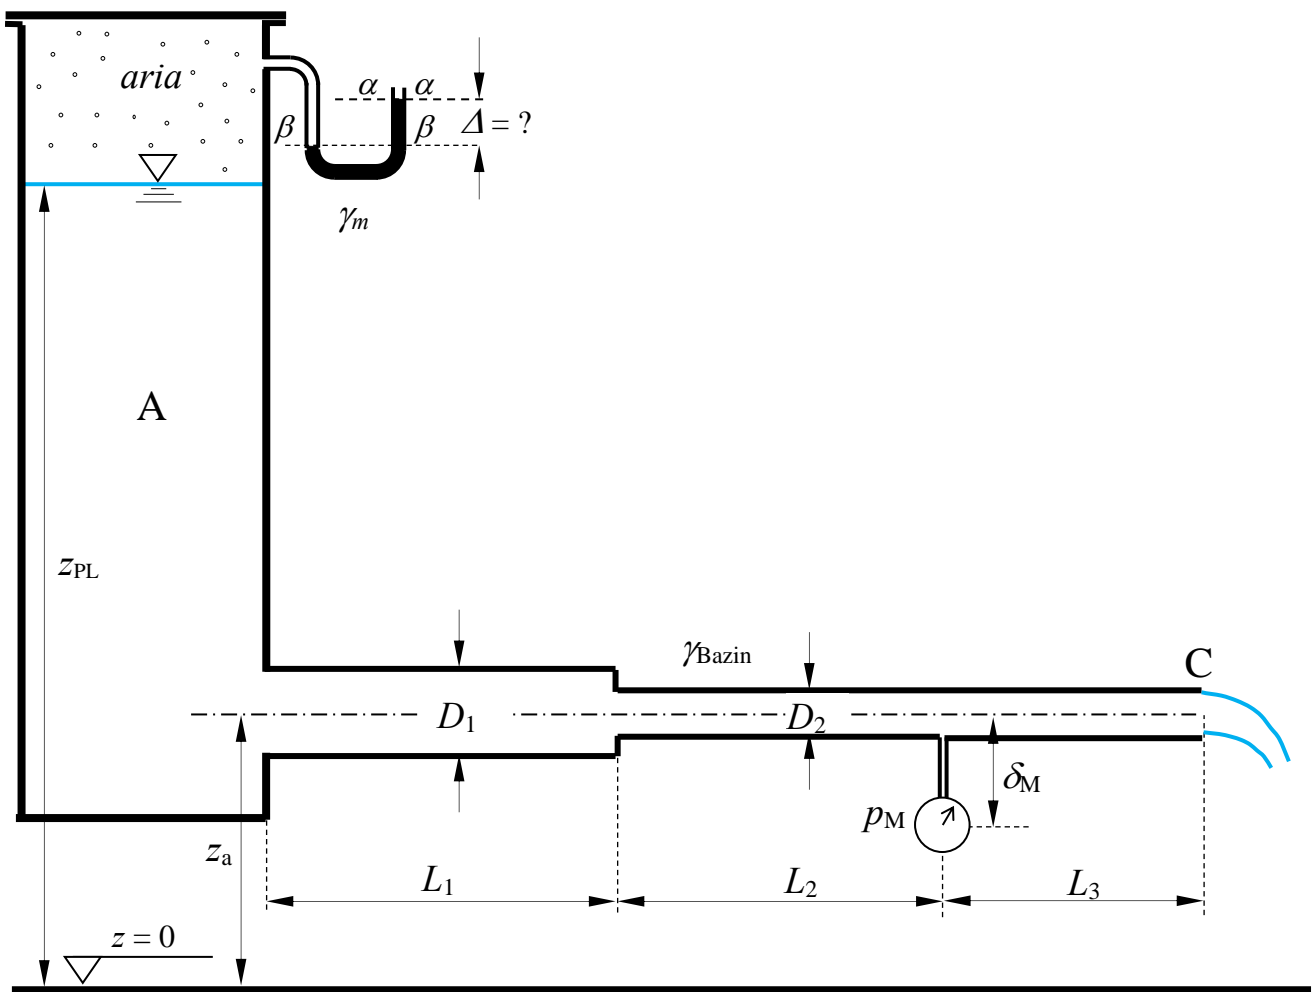 aria
α α
β β Δ = ?
γm
A
zPL
γBazin
C
D1 D2
δM
pM
za
L1 L2 L3
z = 0